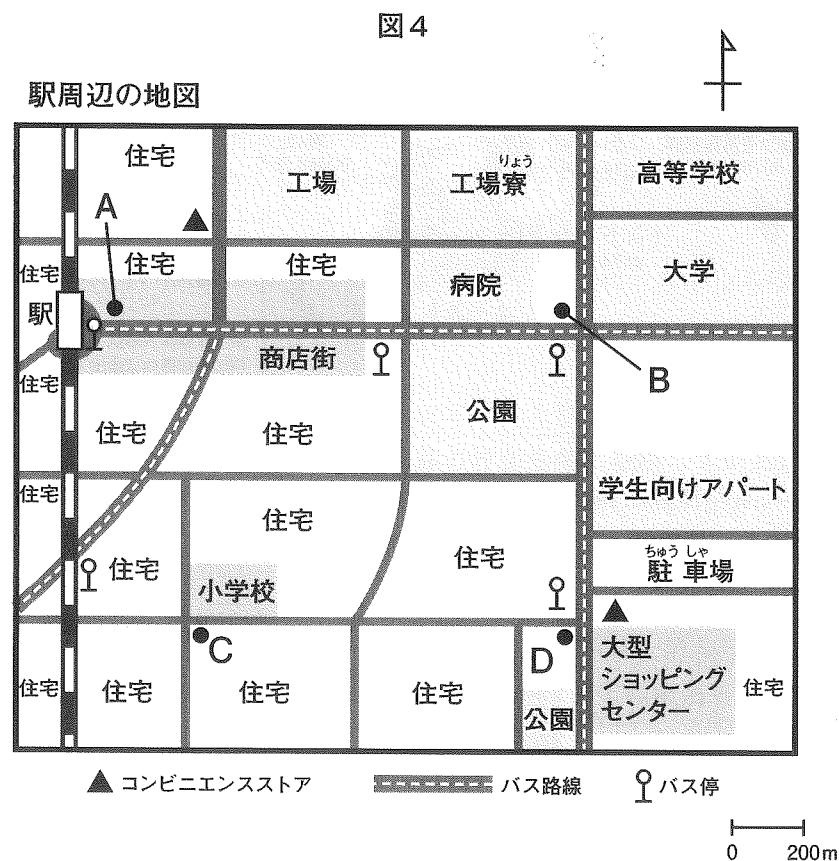 図4
駅周辺の地図
住宅
工場
りょう
工場寮
高等学校
A
住宅
住宅
住宅
病院
大学
駅
商店街
B
住宅
住宅
住宅
公園
住宅
住宅
学生向けアパート
住宅
小学校
住宅
ちゅう しゃ
駐 車 場
C
D
住宅
住宅
住宅
住宅
公園
大型
ショッピング
センター
住宅
コンビニエンスストア
バス路線
バス停
0 200m